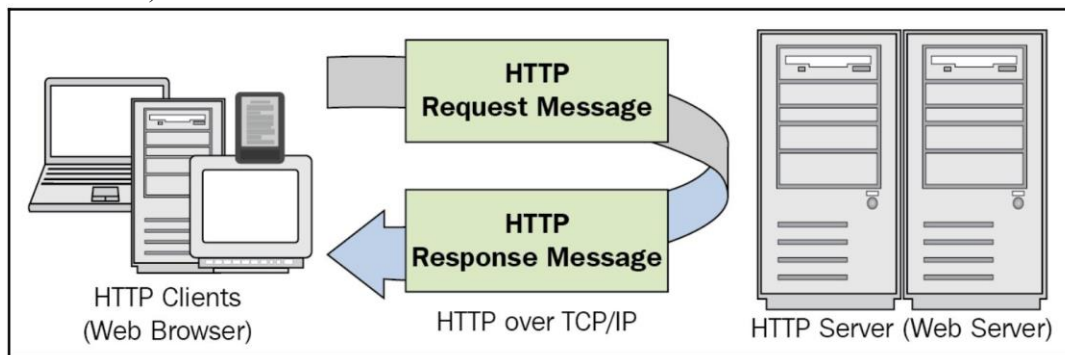 HTTP
Request Message
HTTP
Response Message
HTTP Clients
(Web Browser)
HTTP over TCP/IP
HTTP Server (Web Server)